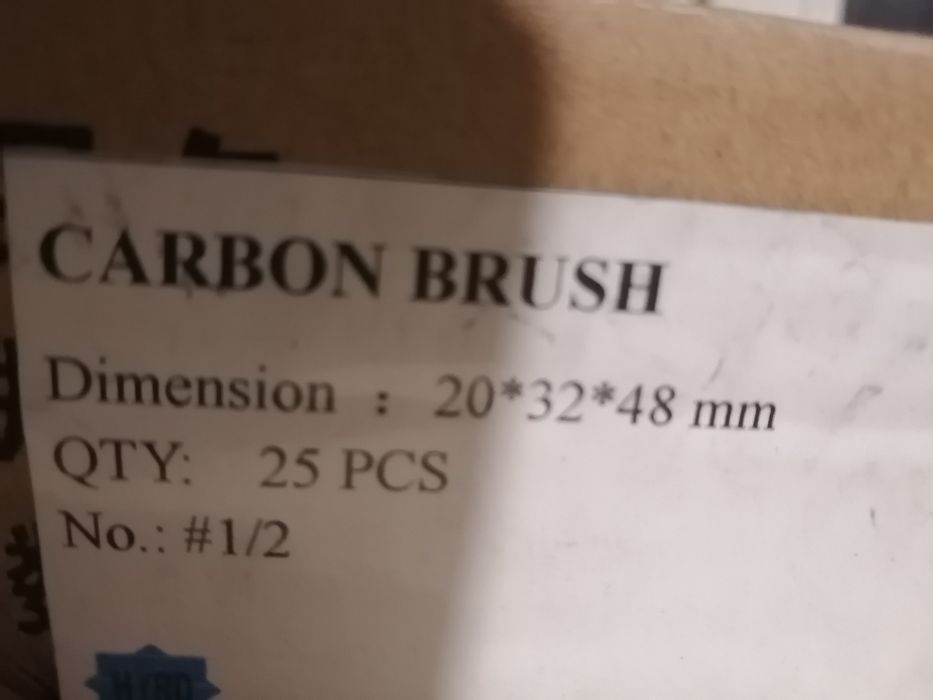 CARBON BRUSH
Dimension : 20*32*48 mm
QTY: 25 PCS
No.: #1/2